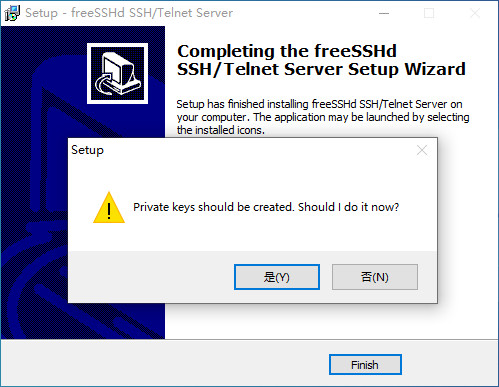 Setup - freeSSHd SSH/Telnet Server
Completing the freeSSHd
SSH/Telnet Server Setup Wizard
Setup has finished installing freeSSHd SSH/Telnet Server on
your computer. The application may be launched by selecting
the installed icons.
Setup
Private keys should be created. Should I do it now?
是(Y)
否(N)
Finish